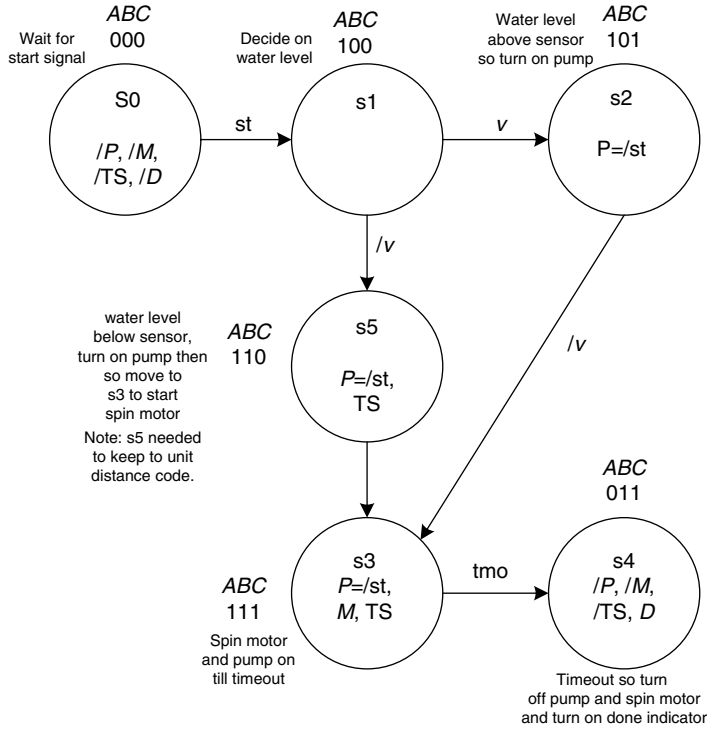 Wait for
start signal
ABC
000
S0
/P, /M,
/TS, /D
st
Decide on
water level
ABC
100
s1
v
Water level
above sensor
so turn on pump
ABC
101
s2
P=/st
/v
water level
below sensor,
turn on pump then
so move to
s3 to start
spin motor
Note: s5 needed
to keep to unit
distance code.
ABC
110
s5
P=/st,
TS
/v
ABC
111
Spin motor
and pump on
till timeout
s3
P=/st,
M, TS
tmo
ABC
011
s4
/P, /M,
/TS, D
Timeout so turn
off pump and spin motor
and turn on done indicator